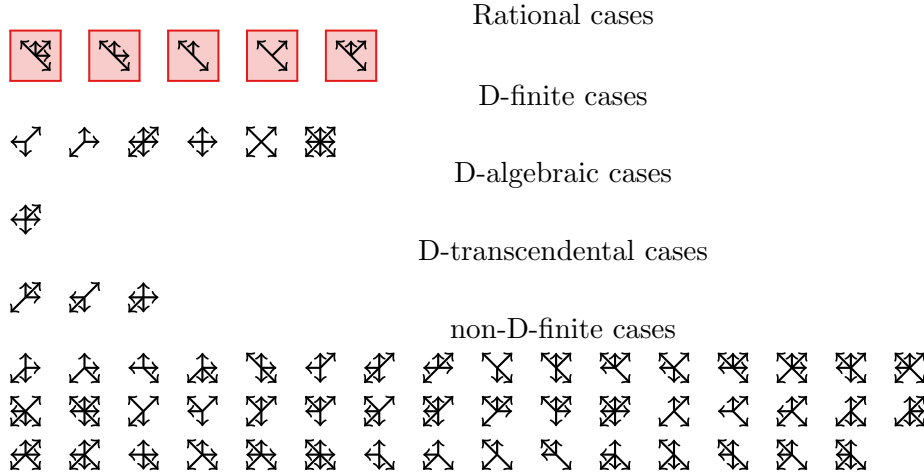 Rational cases
D-finite cases
D-algebraic cases
D-transcendental cases
non-D-finite cases